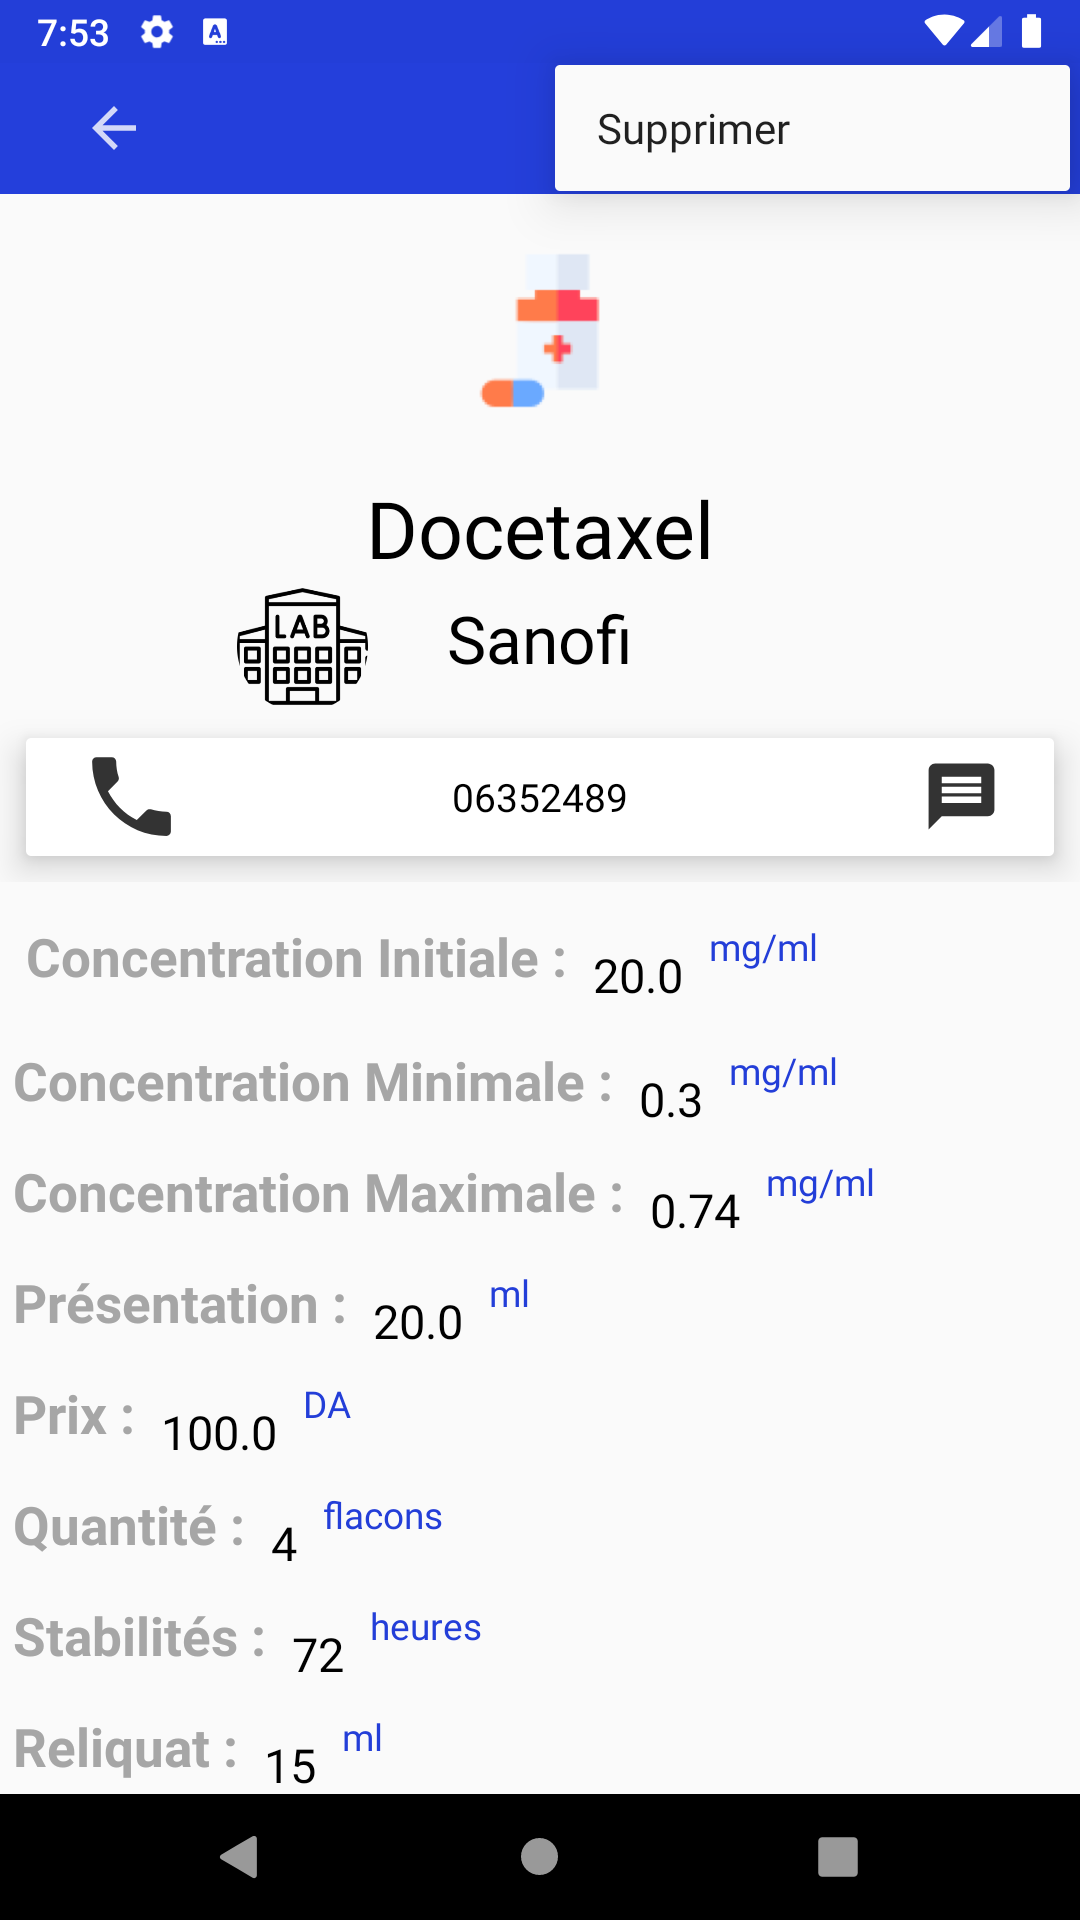 7:53
A
Supprimer
Docetaxel
LAB
Sanofi
06352489
Concentration Initiale : 20.0 mg/ml
Concentration Minimale : 0.3 mg/ml
Concentration Maximale : 0.74 mg/ml
Présentation : 20.0 ml
Prix : 100.0 DA
Quantité : 4 flacons
Stabilités : 72 heures
Reliquat : 15 ml